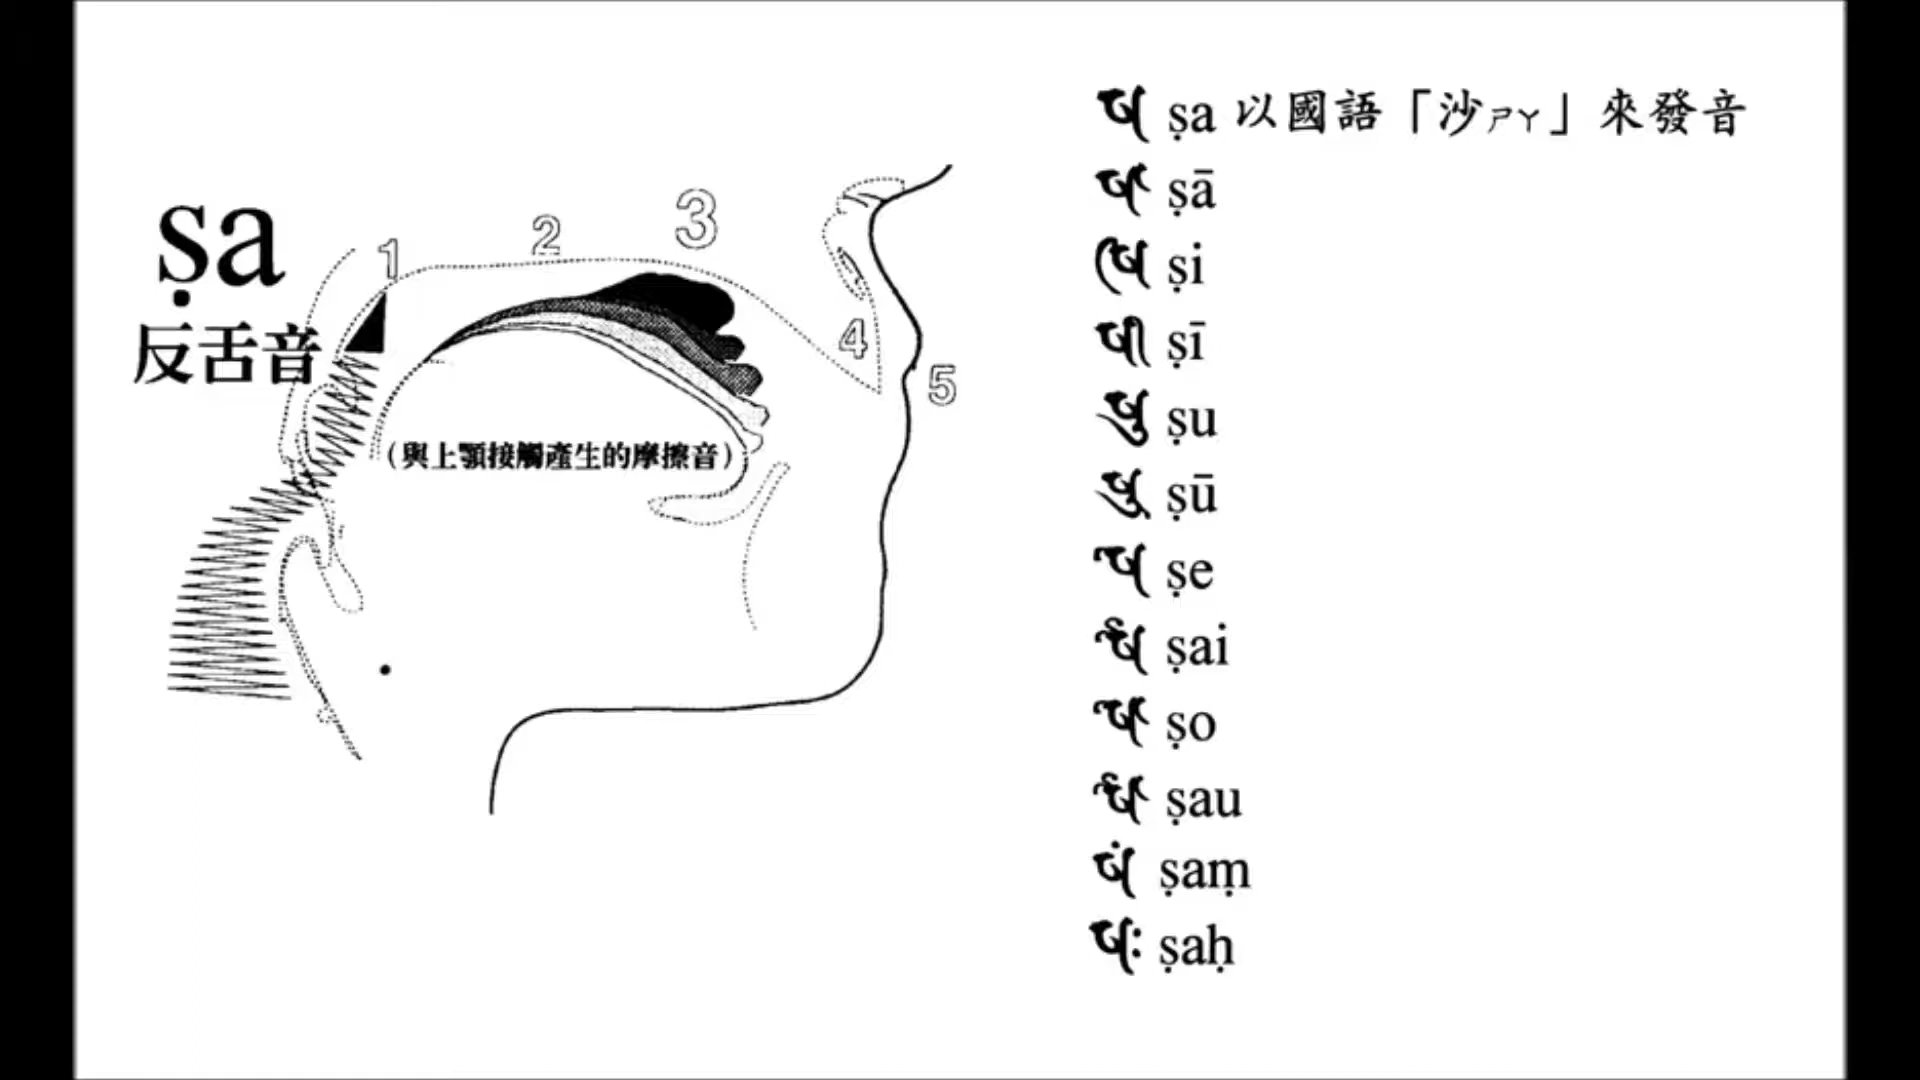 ṣa
反舌音
1
2
3
4
5
(與上顎接觸產生的摩擦音)
𑖬 ṣa 以國語「沙ㄕㄚ」來發音
𑖬𑖯 ṣā
𑖬𑖰 ṣi
𑖬𑖱 ṣī
𑖬𑖲 ṣu
𑖬𑖳 ṣū
𑖬𑖸 ṣe
𑖬𑖹 ṣai
𑖬𑖺 ṣo
𑖬𑖻 ṣau
𑖬𑖽 ṣaṃ
𑖬𑖾 ṣaḥ